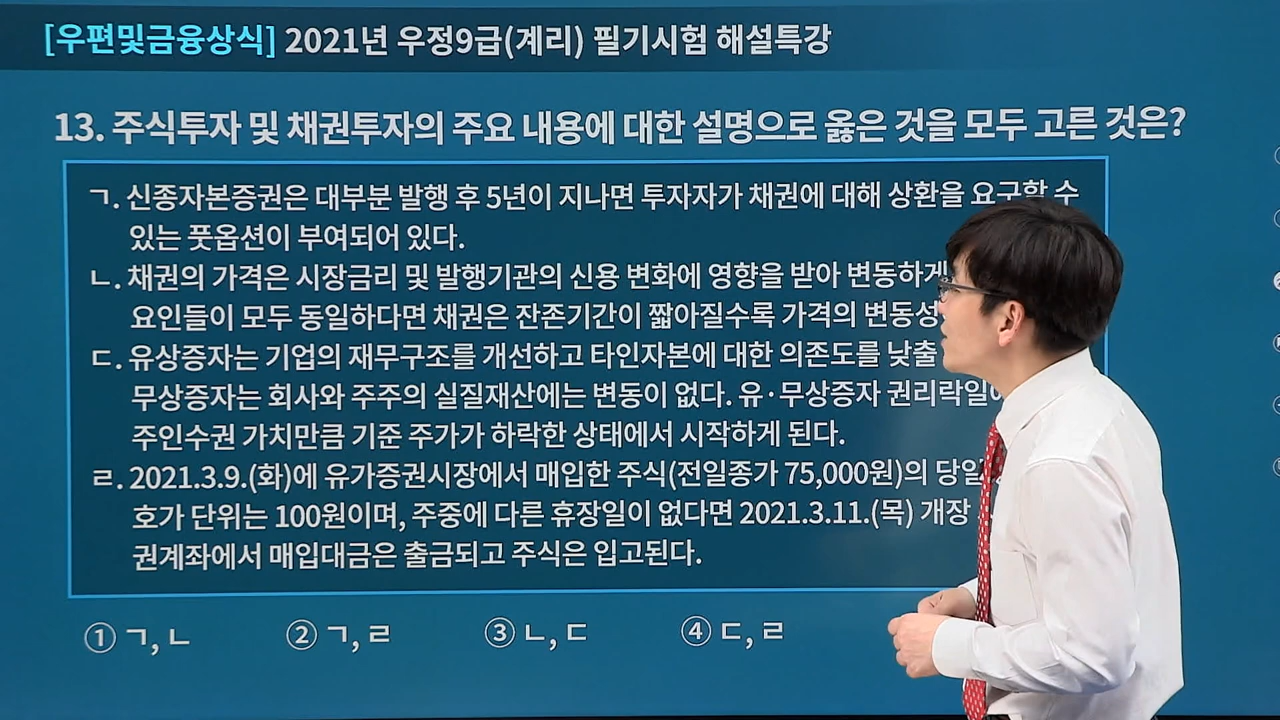 [우편및금융상식] 2021년 우정9급(계리) 필기시험 해설특강
13. 주식투자 및 채권투자의 주요 내용에 대한 설명으로 옳은 것을 모두 고른 것은?
ㄱ. 신종자본증권은 대부분 발행 후 5년이 지나면 투자자가 채권에 대해 상환을 요구할 수
있는 풋옵션이 부여되어 있다.
ㄴ. 채권의 가격은 시장금리 및 발행기관의 신용 변화에 영향을 받아 변동하게
요인들이 모두 동일하다면 채권은 잔존기간이 짧아질수록 가격의 변동성
ㄷ. 유상증자는 기업의 재무구조를 개선하고 타인자본에 대한 의존도를 낮출
무상증자는 회사와 주주의 실질재산에는 변동이 없다. 유·무상증자 권리락일
주인수권 가치만큼 기준 주가가 하락한 상태에서 시작하게 된다.
ㄹ. 2021.3.9.(화)에 유가증권시장에서 매입한 주식(전일종가 75,000원)의 당일
호가 단위는 100원이며, 주중에 다른 휴장일이 없다면 2021.3.11.(목) 개장
권계좌에서 매입대금은 출금되고 주식은 입고된다.
① ㄱ, ㄴ ② ㄱ, ㄹ ③ ㄴ, ㄷ ④ ㄷ, ㄹ